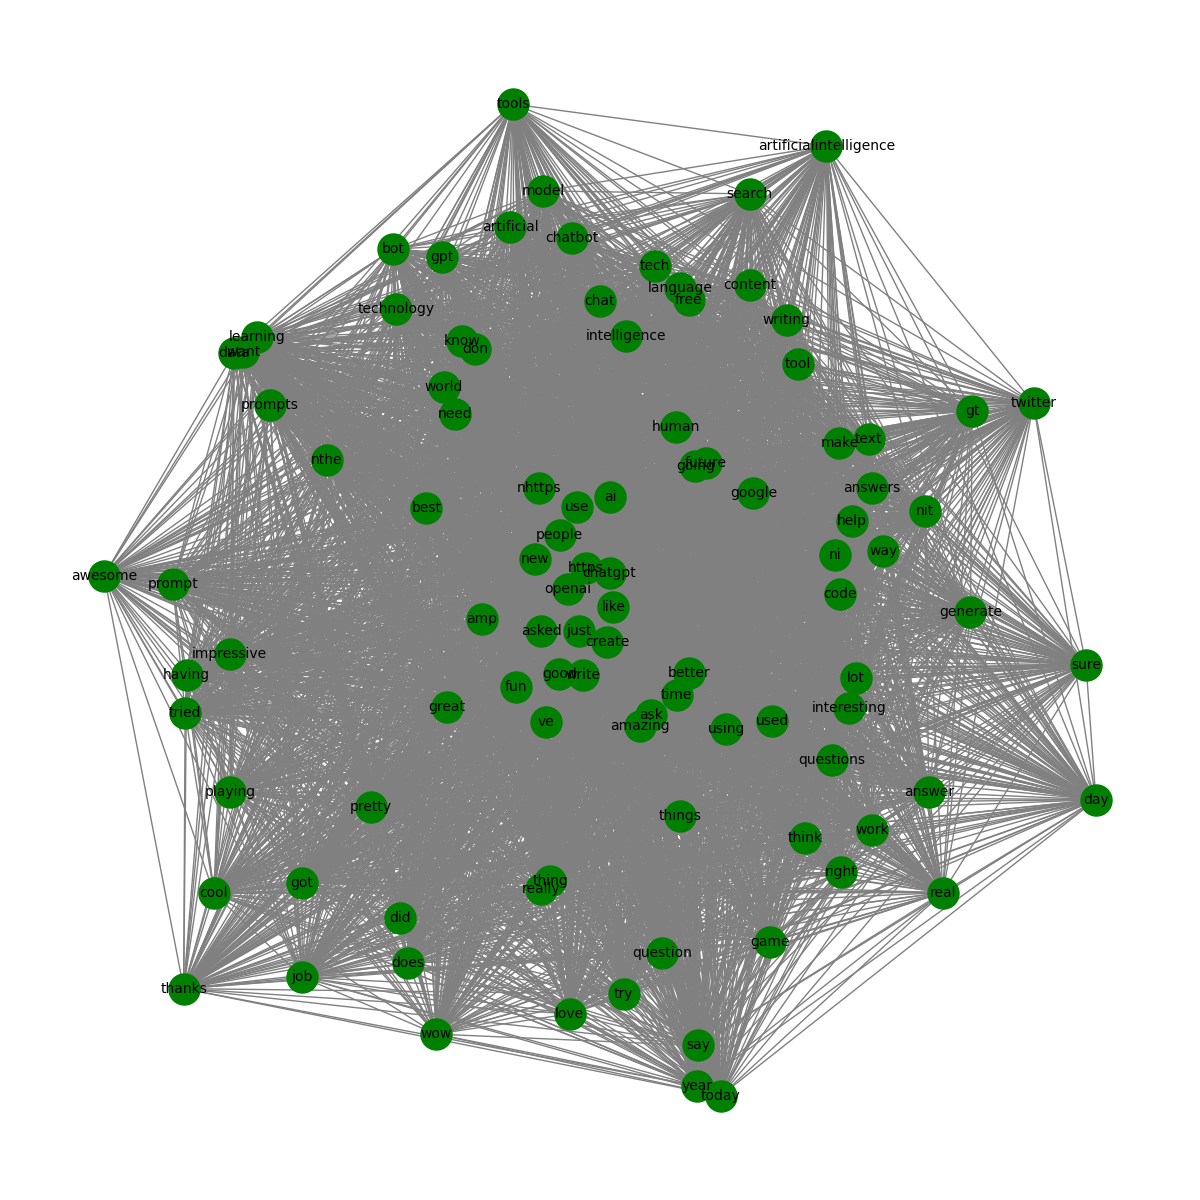 tools
artificialintelligence
model
search
artificial
chatbot
bot
gpt
tech
language
content
free
chat
technology
writing
learning
intelligence
know
don
data
want
tool
world
prompts
twitter
gt
need
human
make
text
nthe
future
going
nhttps
ai
google
answers
best
use
nit
help
people
new
ni
way
https
chatgpt
awesome
prompt
openai
code
like
generate
amp
asked
just
create
impressive
sure
having
good
write
better
lot
fun
time
great
interesting
tried
ask
ve
amazing
using
used
questions
playing
answer
day
pretty
things
work
think
right
thing
got
really
cool
real
did
game
question
does
job
thanks
try
love
wow
say
year
today